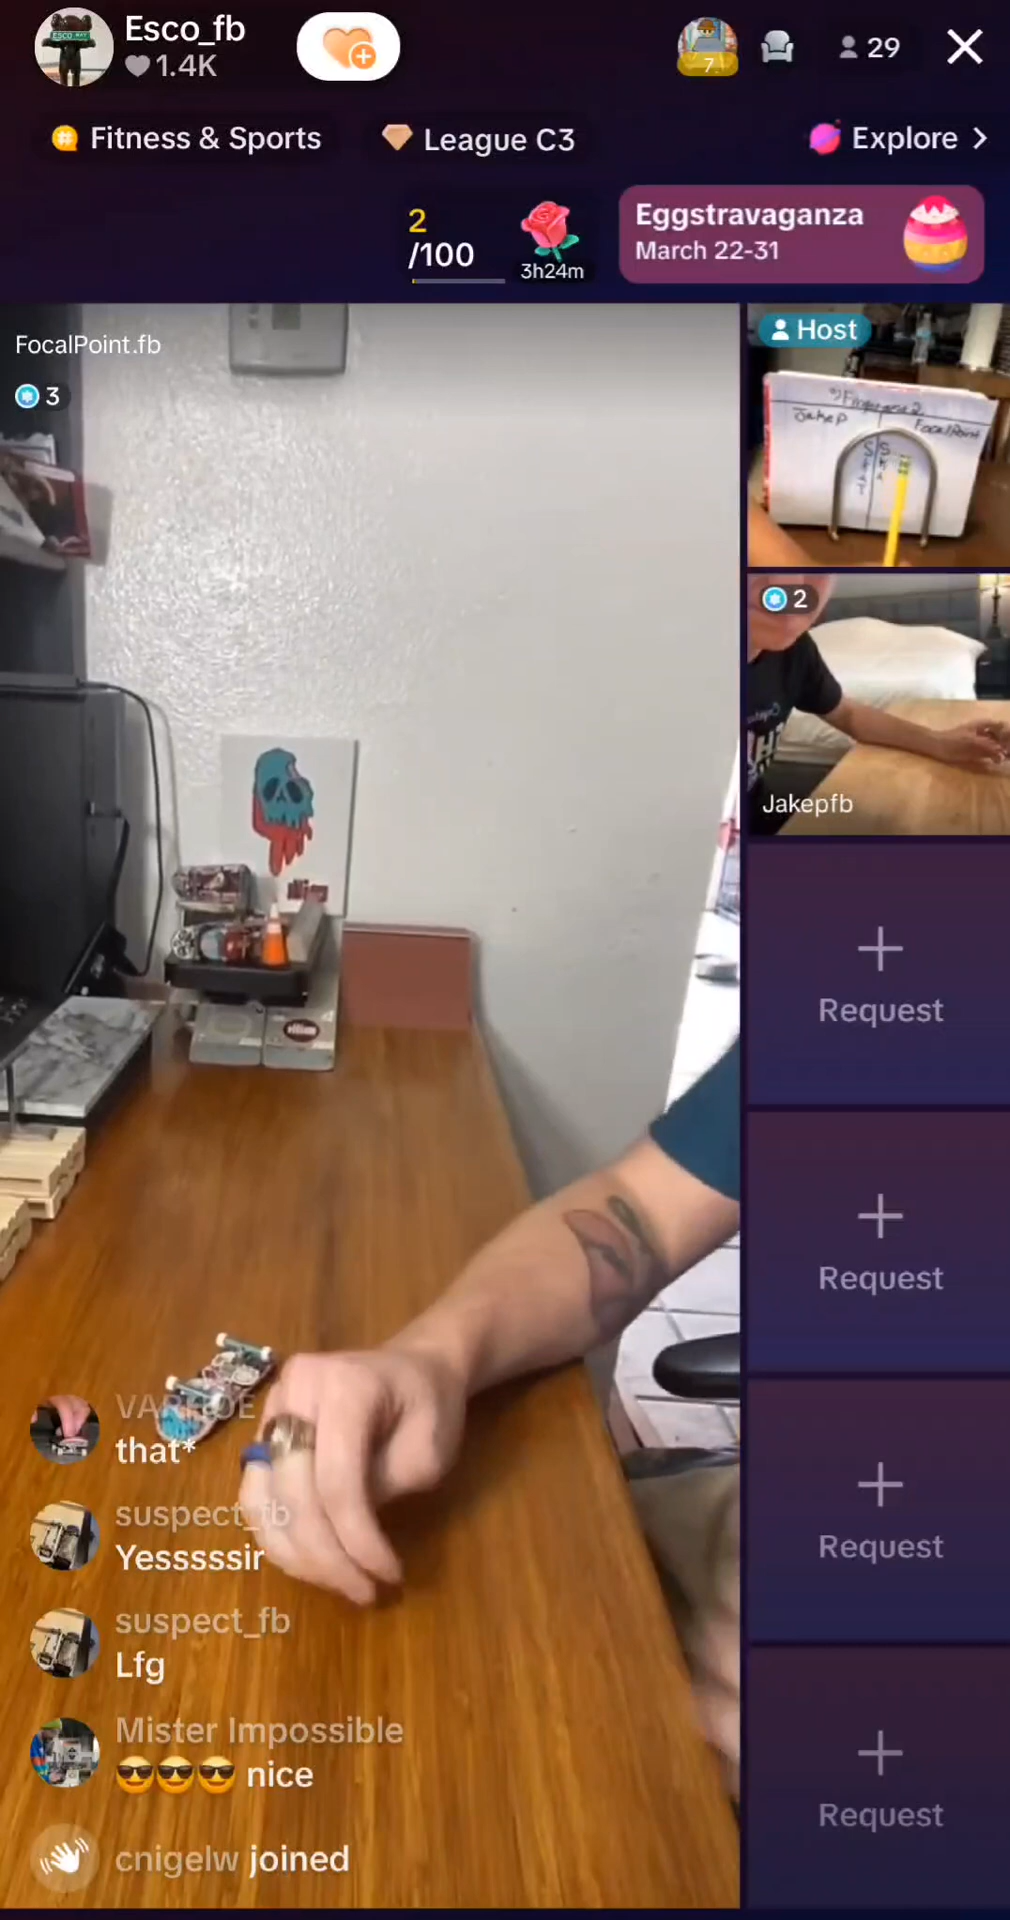 Esco_fb
1.4K
7
29
Fitness & Sports
League C3
Explore >
2
/100
3h24m
Eggstravaganza
March 22-31
FocalPoint.fb
3
Host
JakeP
FocalPoint
2
Jakepfb
Request
Request
Request
Request
that*
suspect_fb
Yesssssir
suspect_fb
Lfg
Mister Impossible
😎😎😎 nice
cnigelw joined